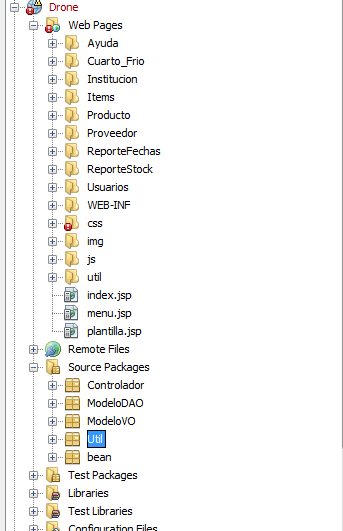 Drone
Web Pages
Ayuda
Cuarto_Frio
Institucion
Items
Producto
Proveedor
ReporteFechas
ReporteStock
Usuarios
WEB-INF
css
img
js
util
index.jsp
menu.jsp
plantilla.jsp
Remote Files
Source Packages
Controlador
ModeloDAO
ModeloVO
Util
bean
Test Packages
Libraries
Test Libraries
Configuration Files